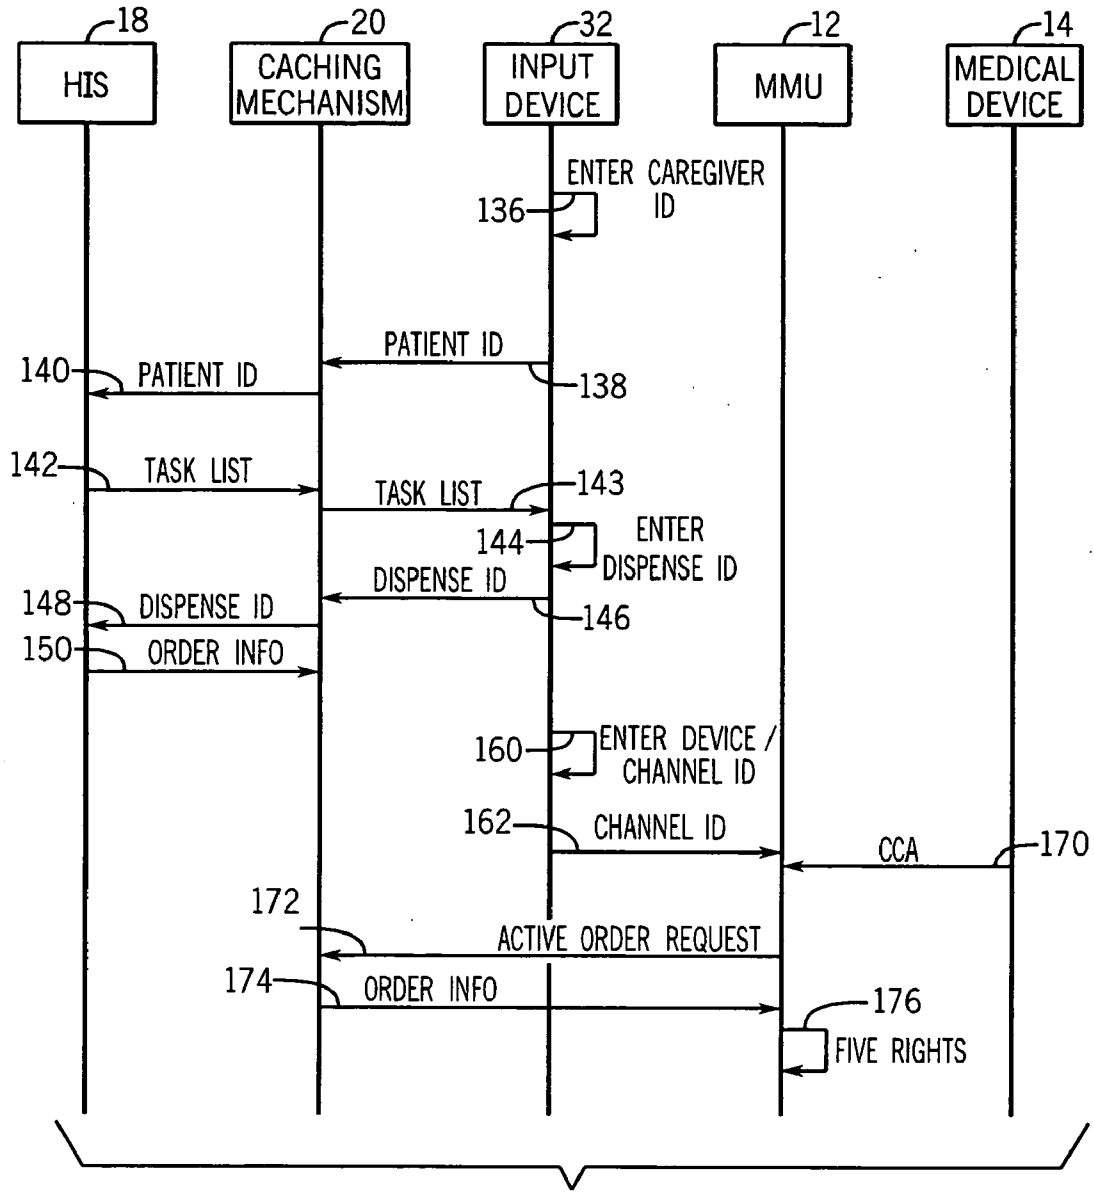 18
20
32
12
14
HIS
CACHING
MECHANISM
INPUT
DEVICE
MMU
MEDICAL
DEVICE
ENTER CAREGIVER
ID
136
PATIENT ID
138
140
PATIENT ID
142
TASK LIST
TASK LIST
143
144
ENTER
DISPENSE ID
DISPENSE ID
146
148
DISPENSE ID
150
ORDER INFO
160
ENTER DEVICE /
CHANNEL ID
162
CHANNEL ID
CCA
170
172
ACTIVE ORDER REQUEST
174
ORDER INFO
176
FIVE RIGHTS